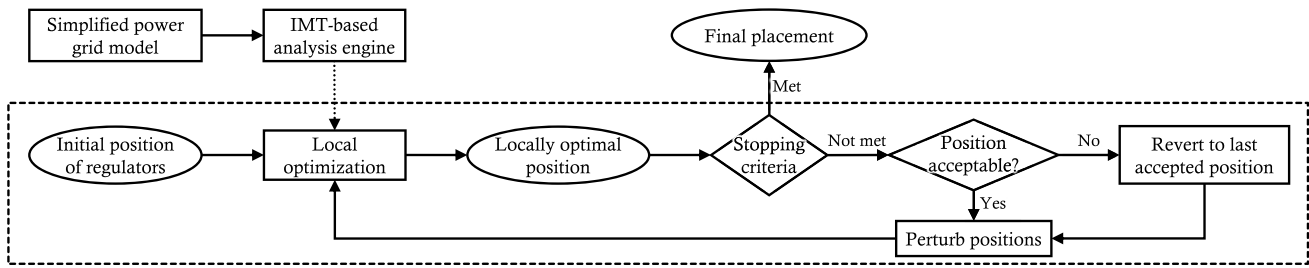 Simplified power
grid model
IMT-based
analysis engine
Final placement
Met
Initial position
of regulators
Local
optimization
Locally optimal
position
Stopping
criteria
Not met
Position
acceptable?
No
Revert to last
accepted position
Yes
Perturb positions